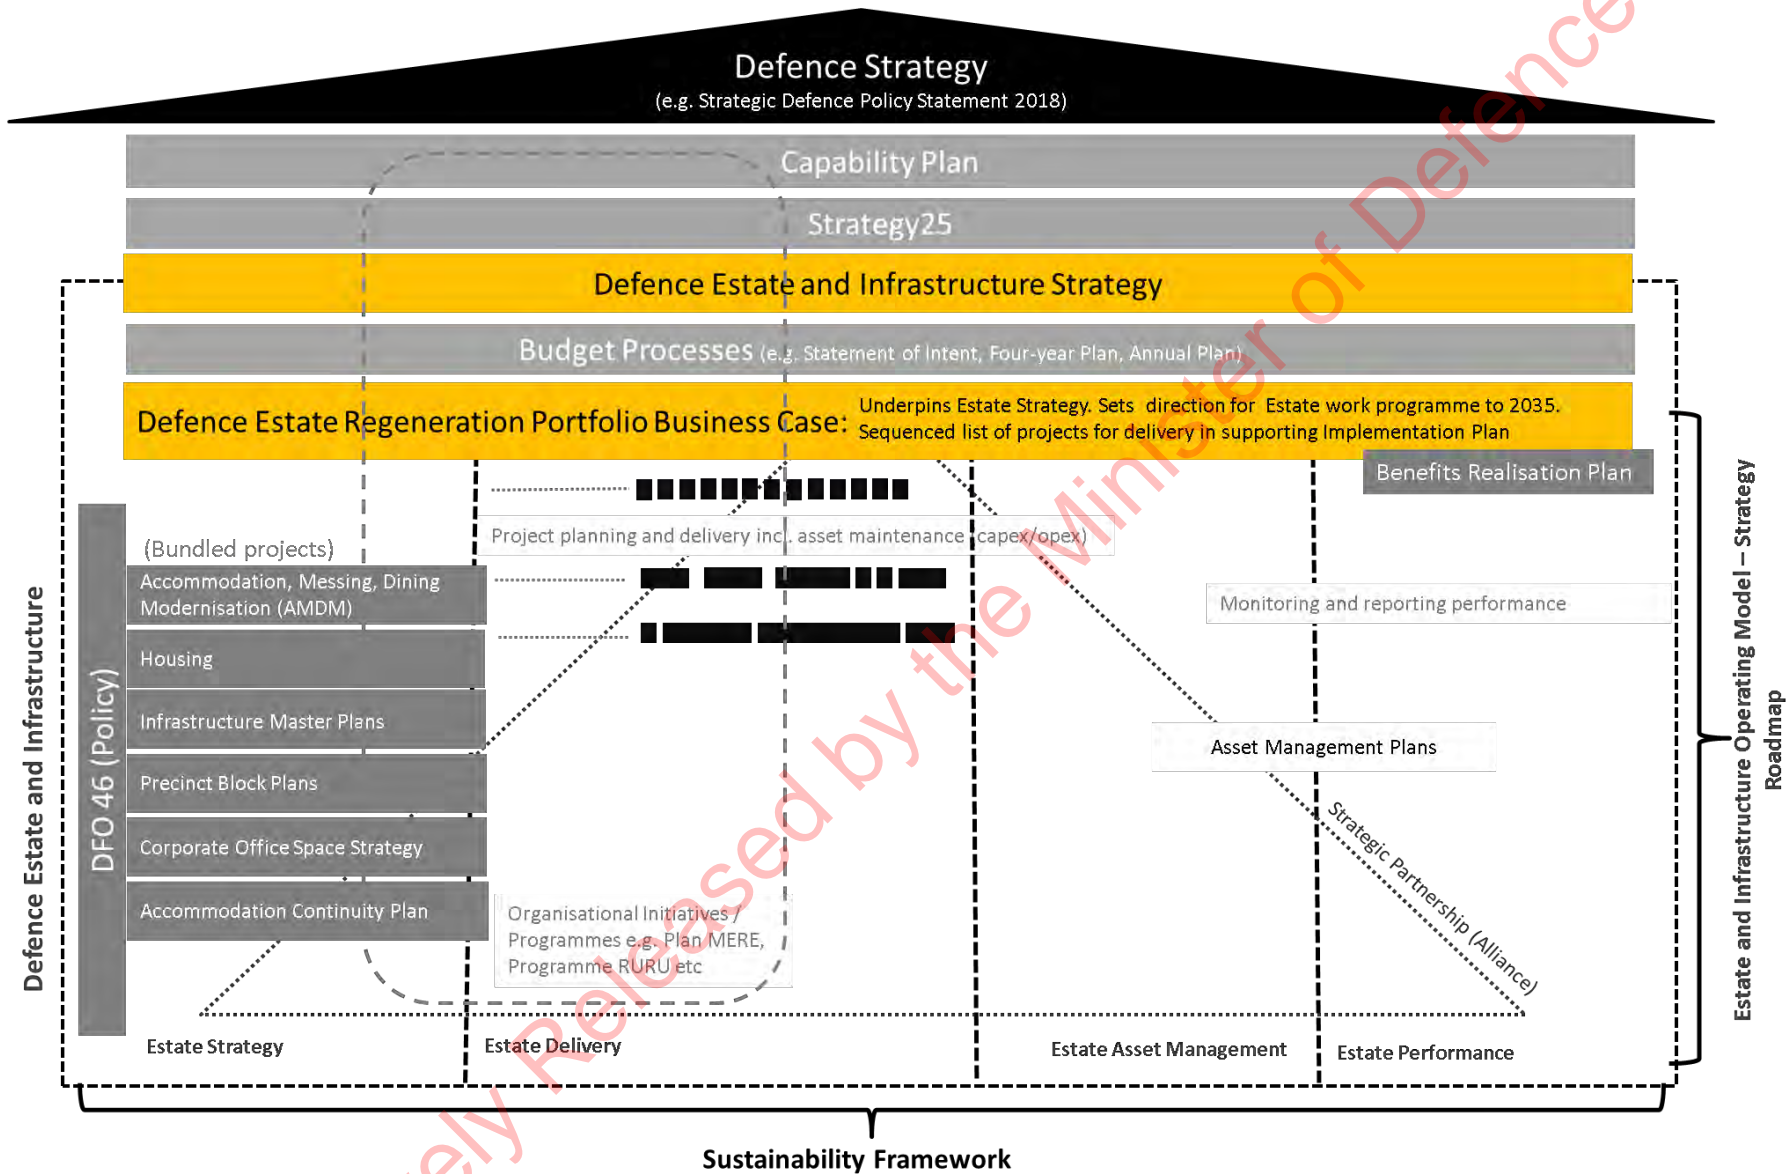 Defence Strategy
(e.g. Strategic Defence Policy Statement 2018)
Capability Plan
Strategy25
Defence Estate and Infrastructure Strategy
Budget Processes (e.g. Statement of Intent, Four-year Plan, Annual Plan)
Defence Estate Regeneration Portfolio Business Case:
Underpins Estate Strategy. Sets direction for Estate work programme to 2035.
Sequenced list of projects for delivery in supporting Implementation Plan
Benefits Realisation Plan
Project planning and delivery incl. asset maintenance (capex/opex)
(Bundled projects)
Accommodation, Messing, Dining
Modernisation (AMDM)
Housing
Infrastructure Master Plans
Precinct Block Plans
Corporate Office Space Strategy
Accommodation Continuity Plan
DFO 46 (Policy)
Defence Estate and Infrastructure
Monitoring and reporting performance
Asset Management Plans
Strategic Partnership (Alliance)
Organisational Initiatives /
Programmes e.g. Plan MERE,
Programme RURU etc
Estate Strategy
Estate Delivery
Estate Asset Management
Estate Performance
Estate and Infrastructure Operating Model – Strategy
Roadmap
Sustainability Framework
ely Released by the Minister of Defence